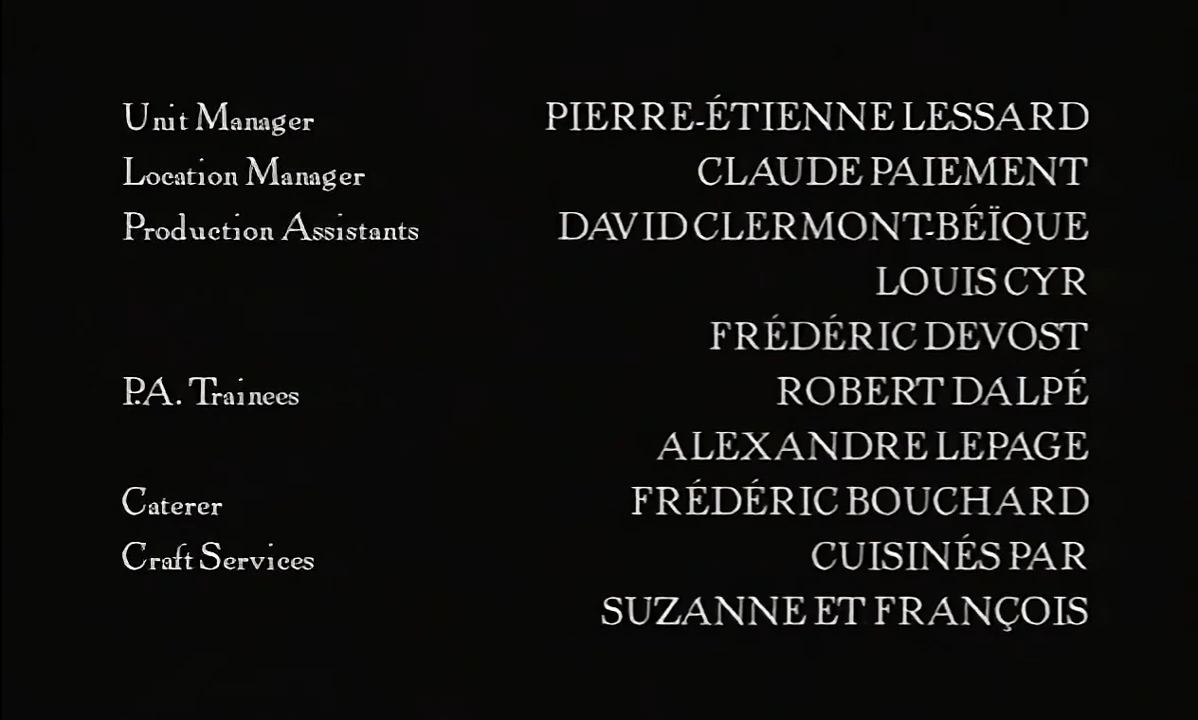 Unit Manager PIERRE-ÉTIENNE LESSARD
Location Manager CLAUDE PAIEMENT
Production Assistants DAVID CLERMONT-BÉÏQUE
LOUIS CYR
FRÉDÉRIC DEVOST
P.A. Trainees ROBERT DALPÉ
ALEXANDRE LEPAGE
Caterer FRÉDÉRIC BOUCHARD
Craft Services CUISINÉS PAR
SUZANNE ET FRANÇOIS